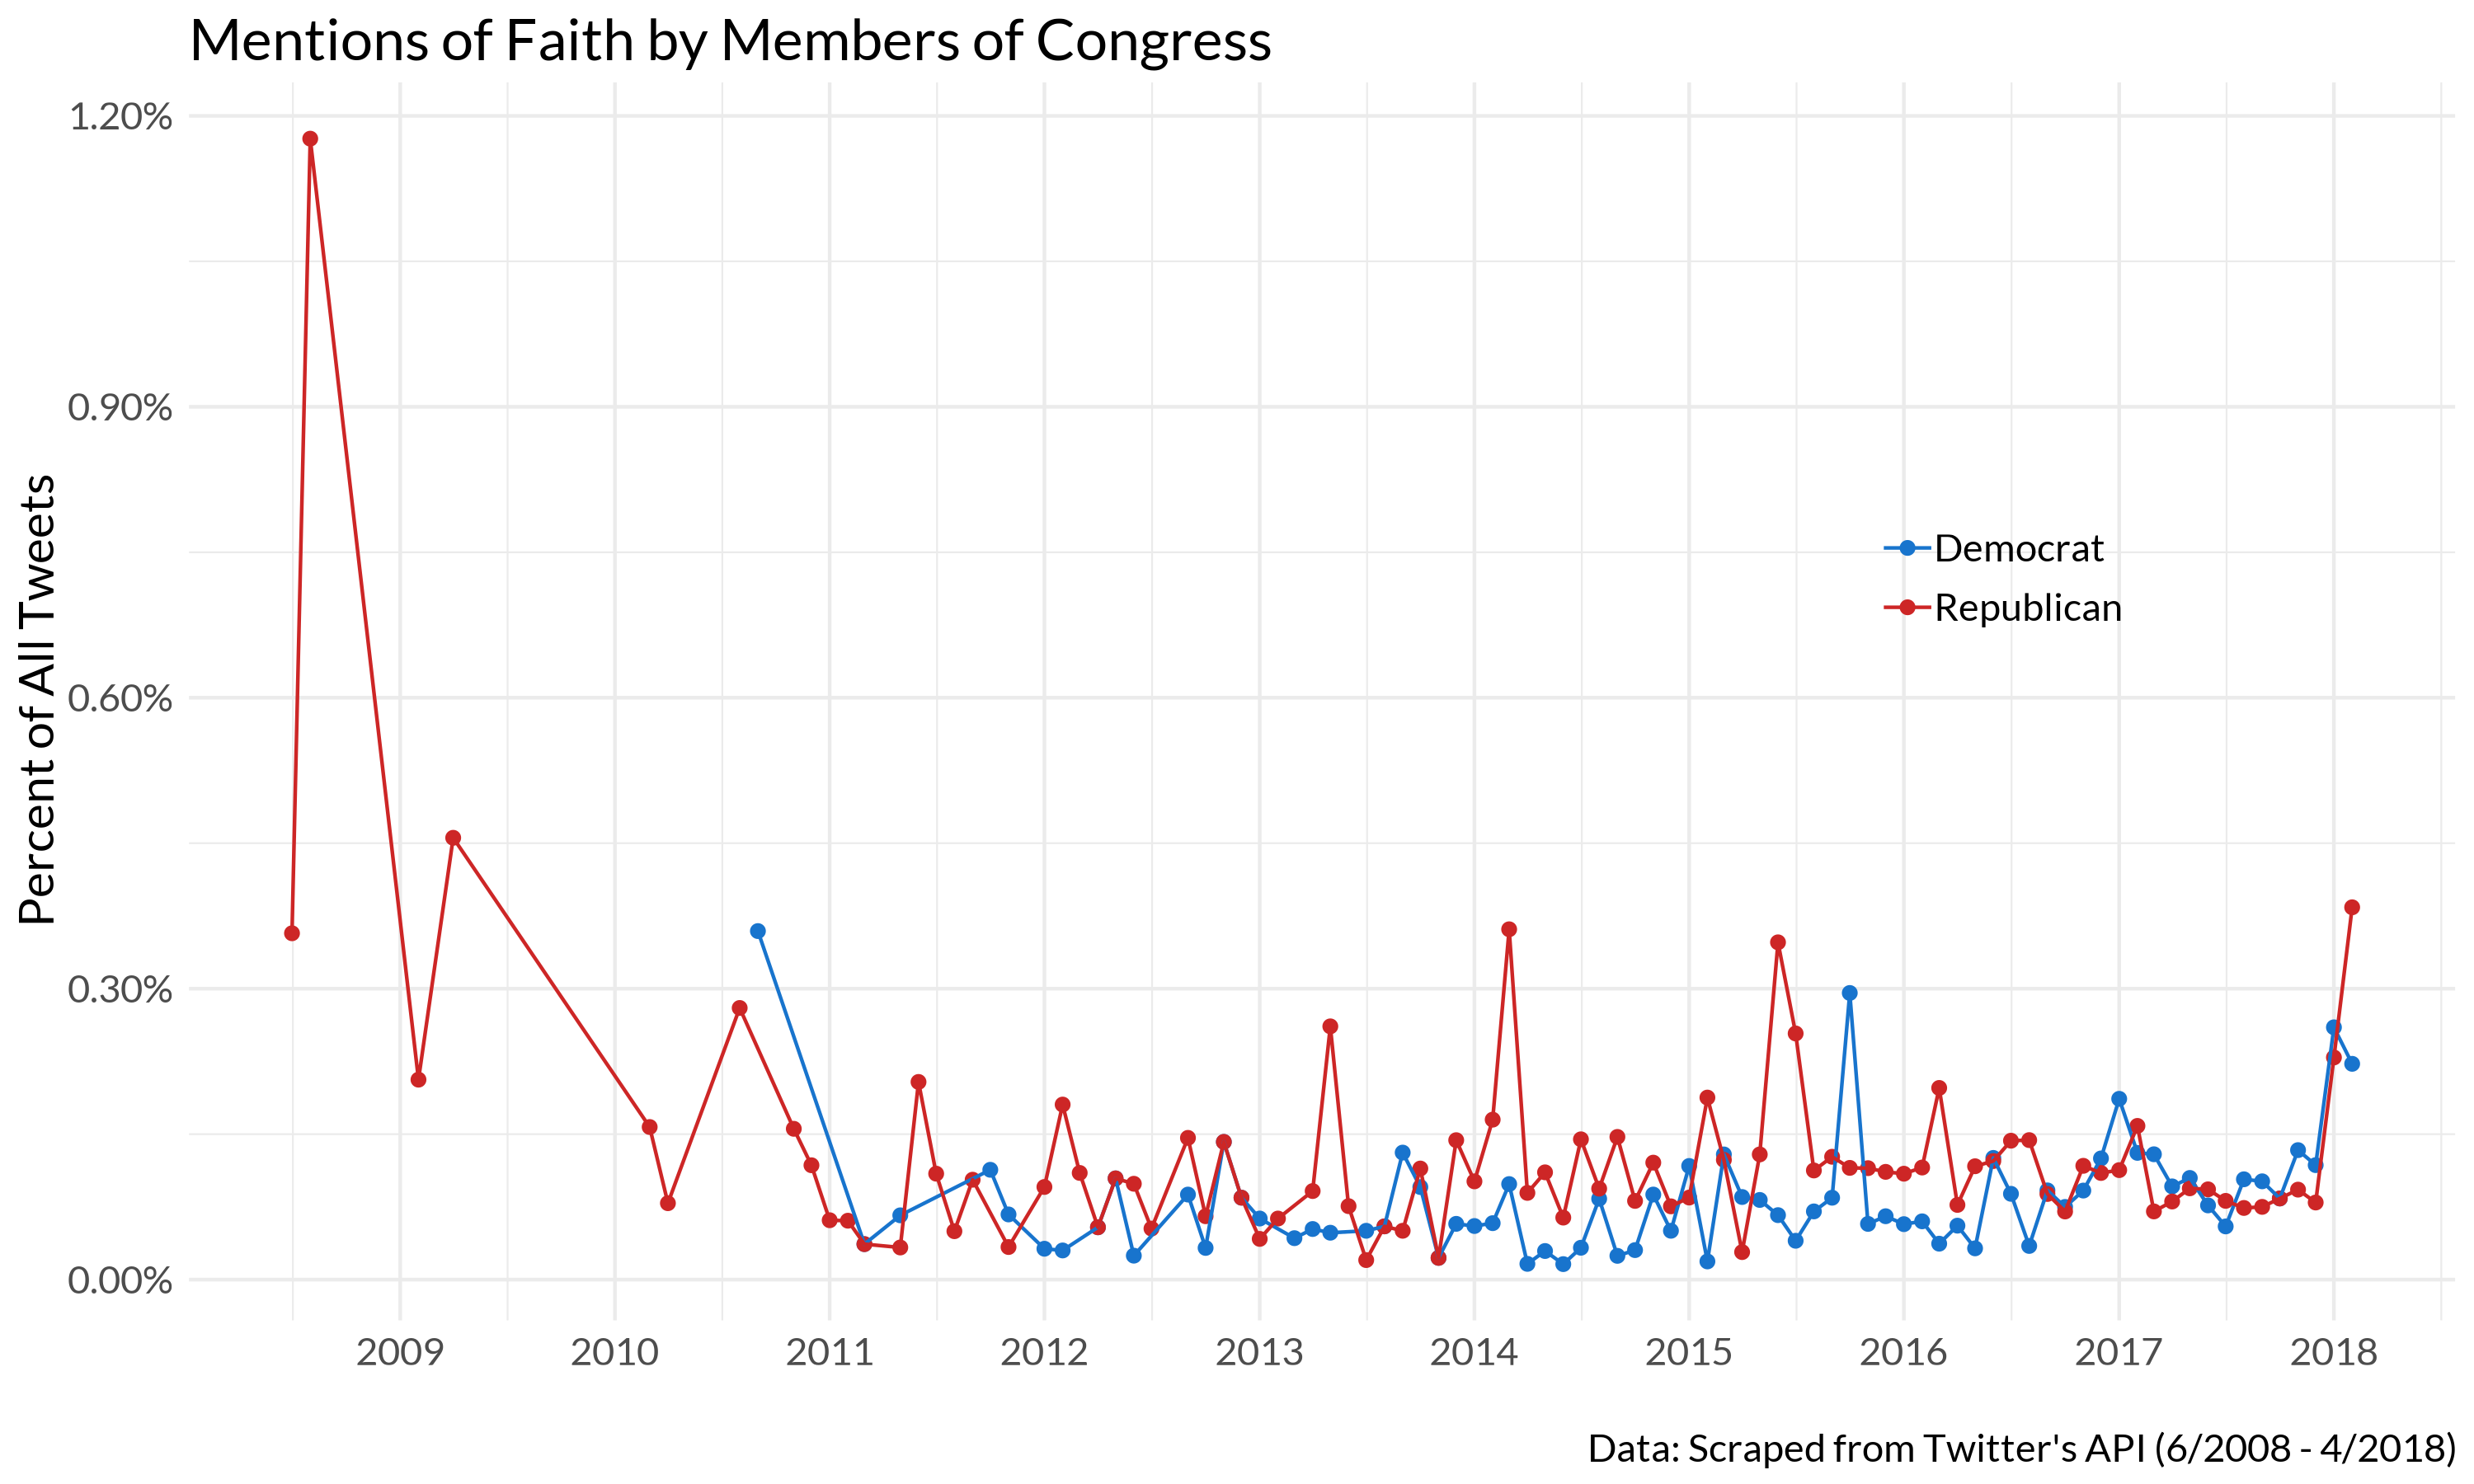 Mentions of Faith by Members of Congress
Percent of All Tweets
1.20%
0.90%
0.60%
0.30%
0.00%
Democrat
Republican
2009 2010 2011 2012 2013 2014 2015 2016 2017 2018
Data: Scraped from Twitter's API (6/2008 - 4/2018)